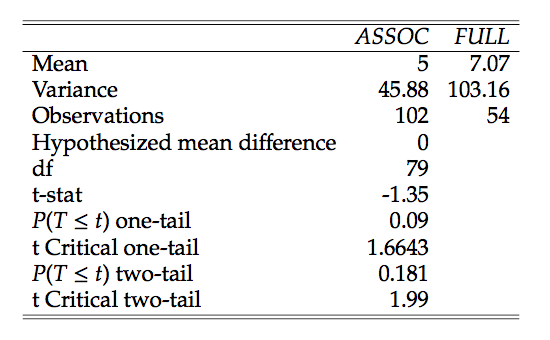 ASSOC FULL
Mean 5 7.07
Variance 45.88 103.16
Observations 102 54
Hypothesized mean difference 0
df 79
t-stat -1.35
P(T ≤ t) one-tail 0.09
t Critical one-tail 1.6643
P(T ≤ t) two-tail 0.181
t Critical two-tail 1.99